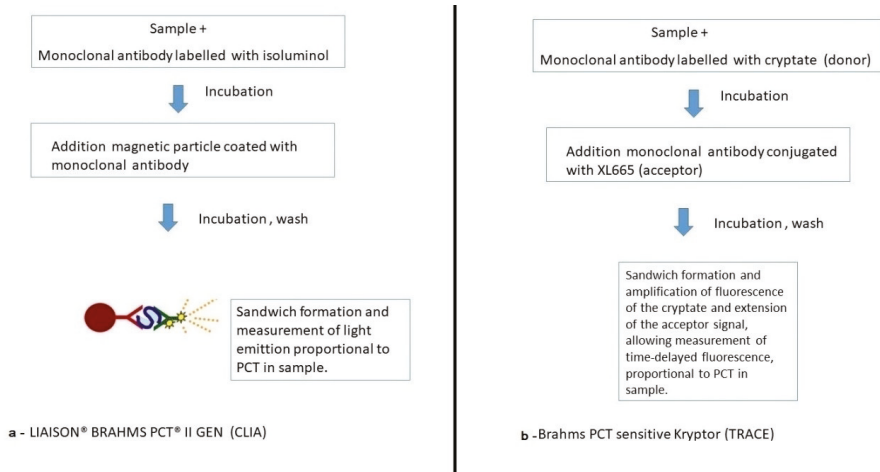 Sample +
Monoclonal antibody labelled with isoluminol
Incubation
Addition magnetic particle coated with
monoclonal antibody
Incubation , wash
Sandwich formation and
measurement of light
emittion proportional to
PCT in sample.
a - LIAISON® BRAHMS PCT® II GEN (CLIA)
Sample +
Monoclonal antibody labelled with cryptate (donor)
Incubation
Addition monoclonal antibody conjugated
with XL665 (acceptor)
Incubation , wash
Sandwich formation and
amplification of fluorescence
of the cryptate and extension
of the acceptor signal,
allowing measurement of
time-delayed fluorescence,
proportional to PCT in
sample.
b - Brahms PCT sensitive Kryptor (TRACE)